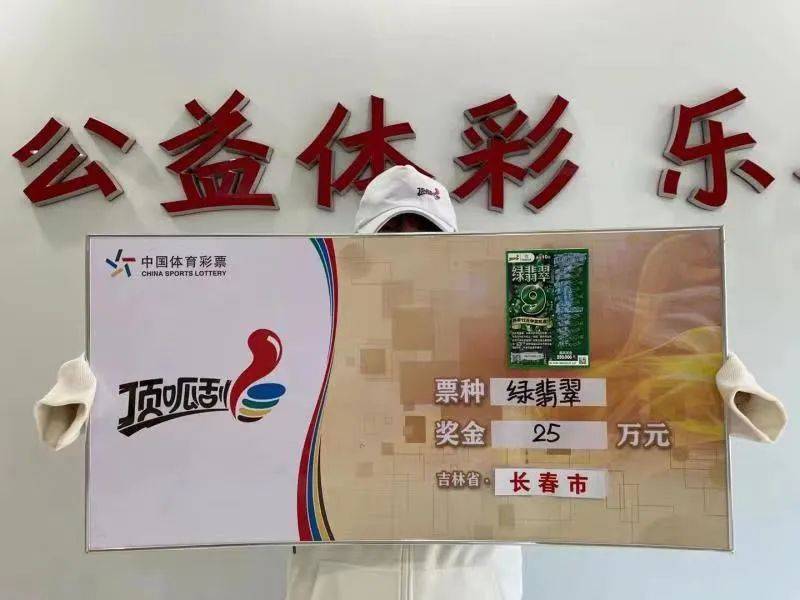 公益体彩 乐
中国体育彩票
CHINA SPORTS LOTTERY
顶呱刮
绿翡翠
9
票种 绿翡翠
奖金 25 万元
吉林省·长春市